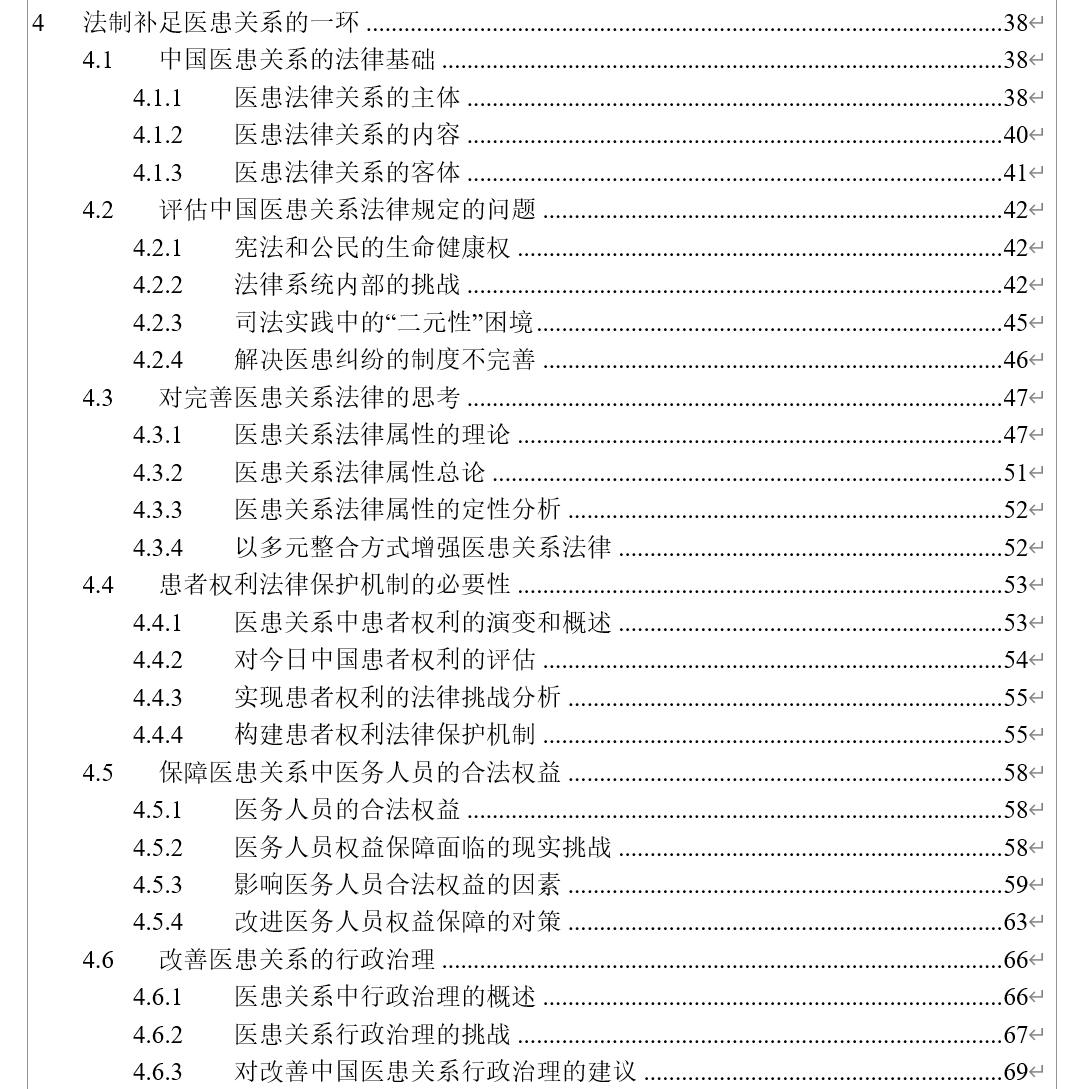 4 法制补足医患关系的一环 38
4.1 中国医患关系的法律基础 38
4.1.1 医患法律关系的主体 38
4.1.2 医患法律关系的内容 40
4.1.3 医患法律关系的客体 41
4.2 评估中国医患关系法律规定的问题 42
4.2.1 宪法和公民的生命健康权 42
4.2.2 法律系统内部的挑战 42
4.2.3 司法实践中的“二元性”困境 45
4.2.4 解决医患纠纷的制度不完善 46
4.3 对完善医患关系法律的思考 47
4.3.1 医患关系法律属性的理论 47
4.3.2 医患关系法律属性总论 51
4.3.3 医患关系法律属性的定性分析 52
4.3.4 以多元整合方式增强医患关系法律 52
4.4 患者权利法律保护机制的必要性 53
4.4.1 医患关系中患者权利的演变和概述 53
4.4.2 对今日中国患者权利的评估 54
4.4.3 实现患者权利的法律挑战分析 55
4.4.4 构建患者权利法律保护机制 55
4.5 保障医患关系中医务人员的合法权益 58
4.5.1 医务人员的合法权益 58
4.5.2 医务人员权益保障面临的现实挑战 58
4.5.3 影响医务人员合法权益的因素 59
4.5.4 改进医务人员权益保障的对策 63
4.6 改善医患关系的行政治理 66
4.6.1 医患关系中行政治理的概述 66
4.6.2 医患关系行政治理的挑战 67
4.6.3 对改善中国医患关系行政治理的建议 69